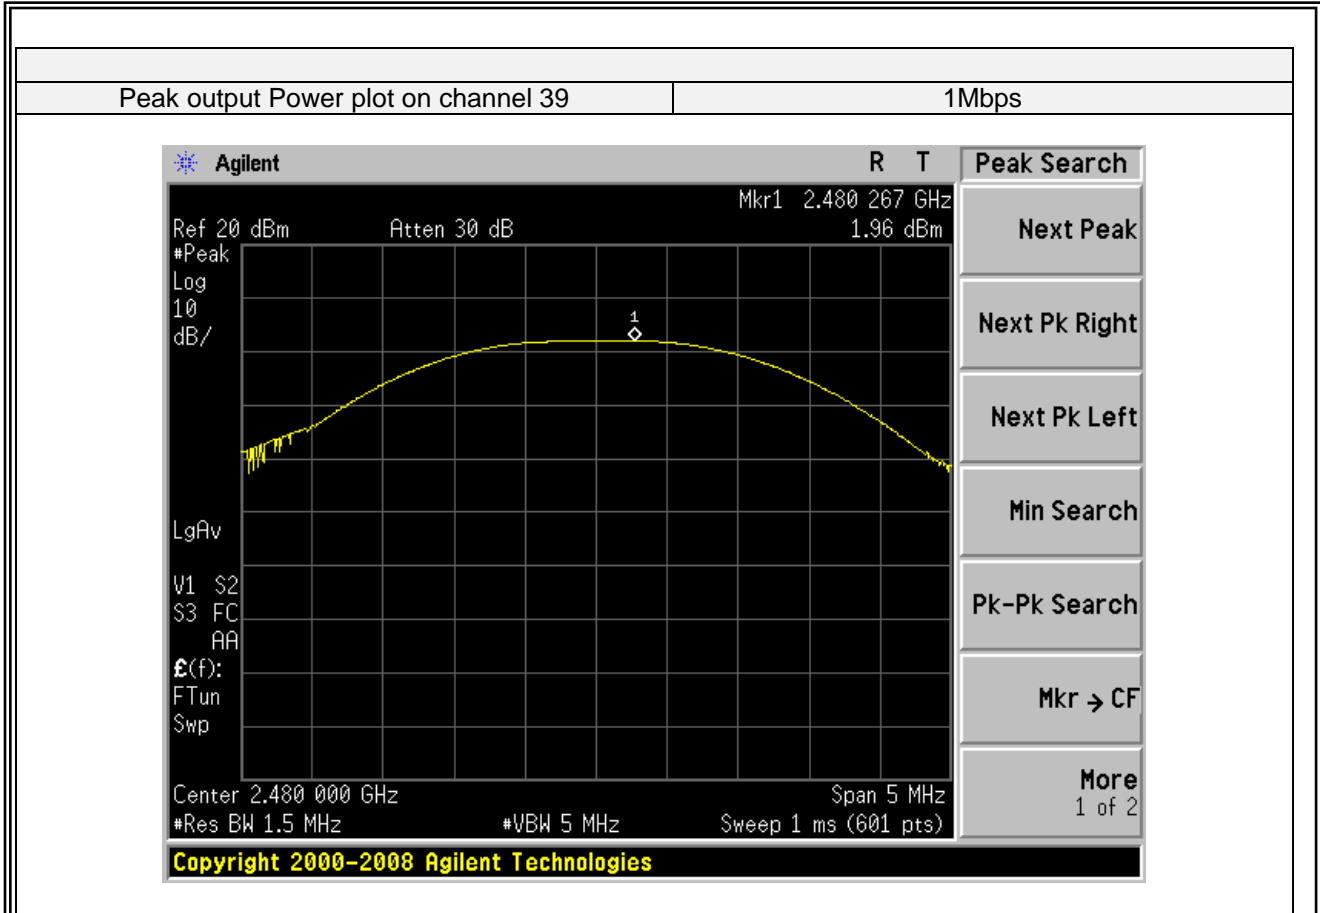 Peak output Power plot on channel 39 1Mbps
Agilent R T Peak Search
Mkr1 2.480 267 GHz
Ref 20 dBm Atten 30 dB 1.96 dBm
#Peak
Log
10
dB/
1
LgAv
V1 S2
S3 FC
AA
£(f):
FTun
Swp
Center 2.480 000 GHz Span 5 MHz
#Res BW 1.5 MHz #VBW 5 MHz Sweep 1 ms (601 pts)
Copyright 2000-2008 Agilent Technologies
Next Peak
Next Pk Right
Next Pk Left
Min Search
Pk-Pk Search
Mkr → CF
More
1 of 2